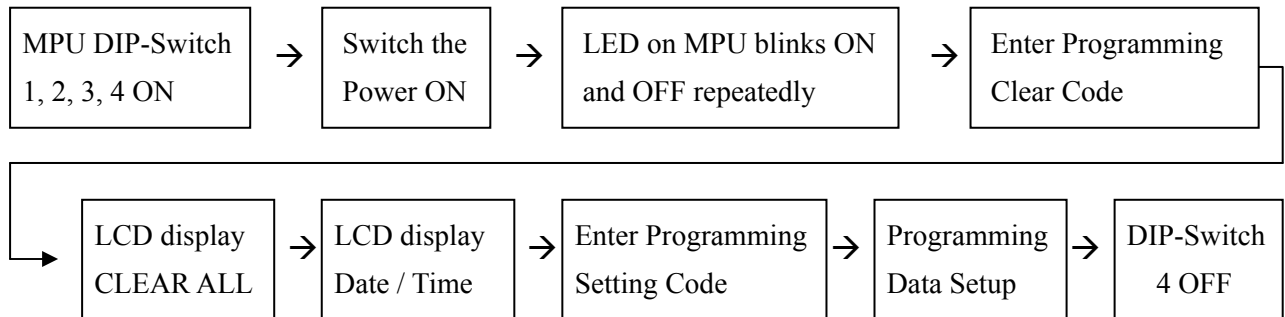 MPU DIP-Switch
1, 2, 3, 4 ON
→
Switch the
Power ON
→
LED on MPU blinks ON
and OFF repeatedly
→
Enter Programming
Clear Code
LCD display
CLEAR ALL
→
LCD display
Date / Time
→
Enter Programming
Setting Code
→
Programming
Data Setup
→
DIP-Switch
4 OFF